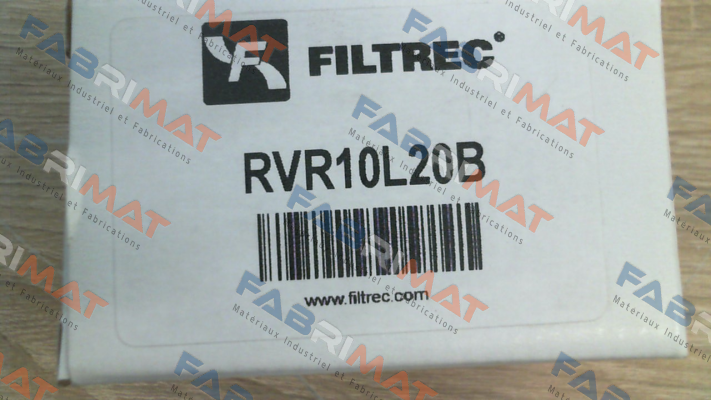 FILTREC®
RVR10L20B
www.filtrec.com
FABRIMAT
Matériaux Industriel et Fabrications